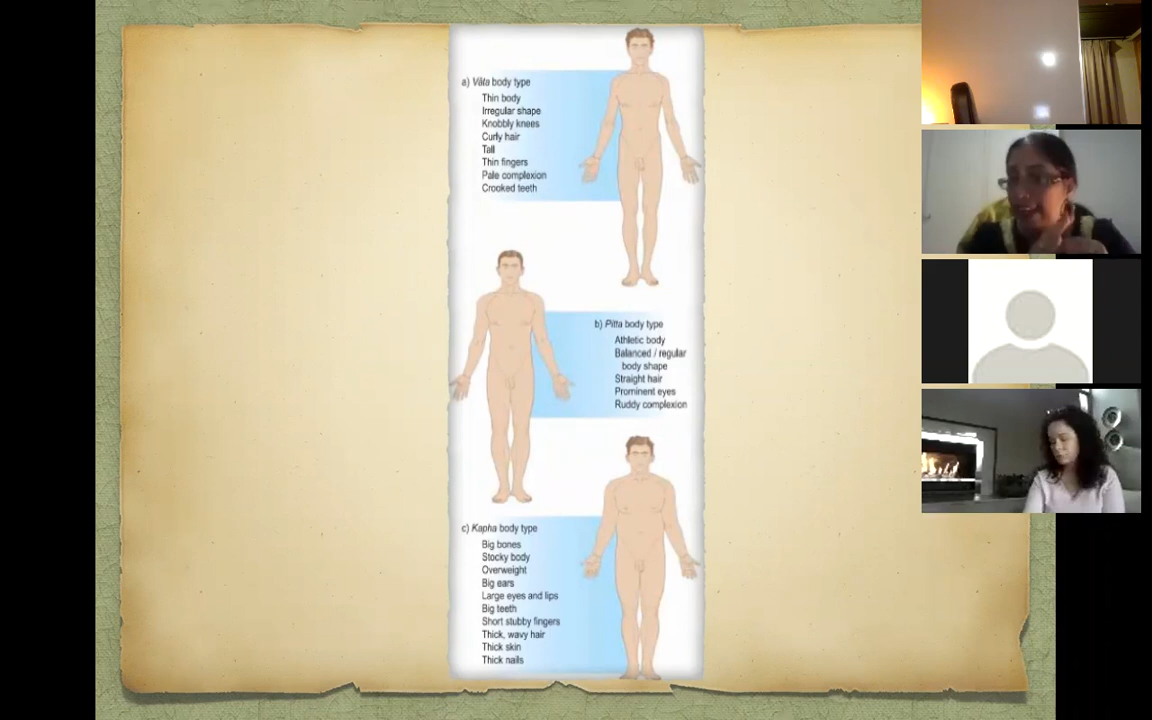 a) Vāta body type
Thin body
Irregular shape
Knobbly knees
Curly hair
Tall
Thin fingers
Pale complexion
Crooked teeth
b) Pitta body type
Athletic body
Balanced / regular
body shape
Straight hair
Prominent eyes
Ruddy complexion
c) Kapha body type
Big bones
Stocky body
Overweight
Big ears
Large eyes and lips
Big teeth
Short stubby fingers
Thick, wavy hair
Thick skin
Thick nails